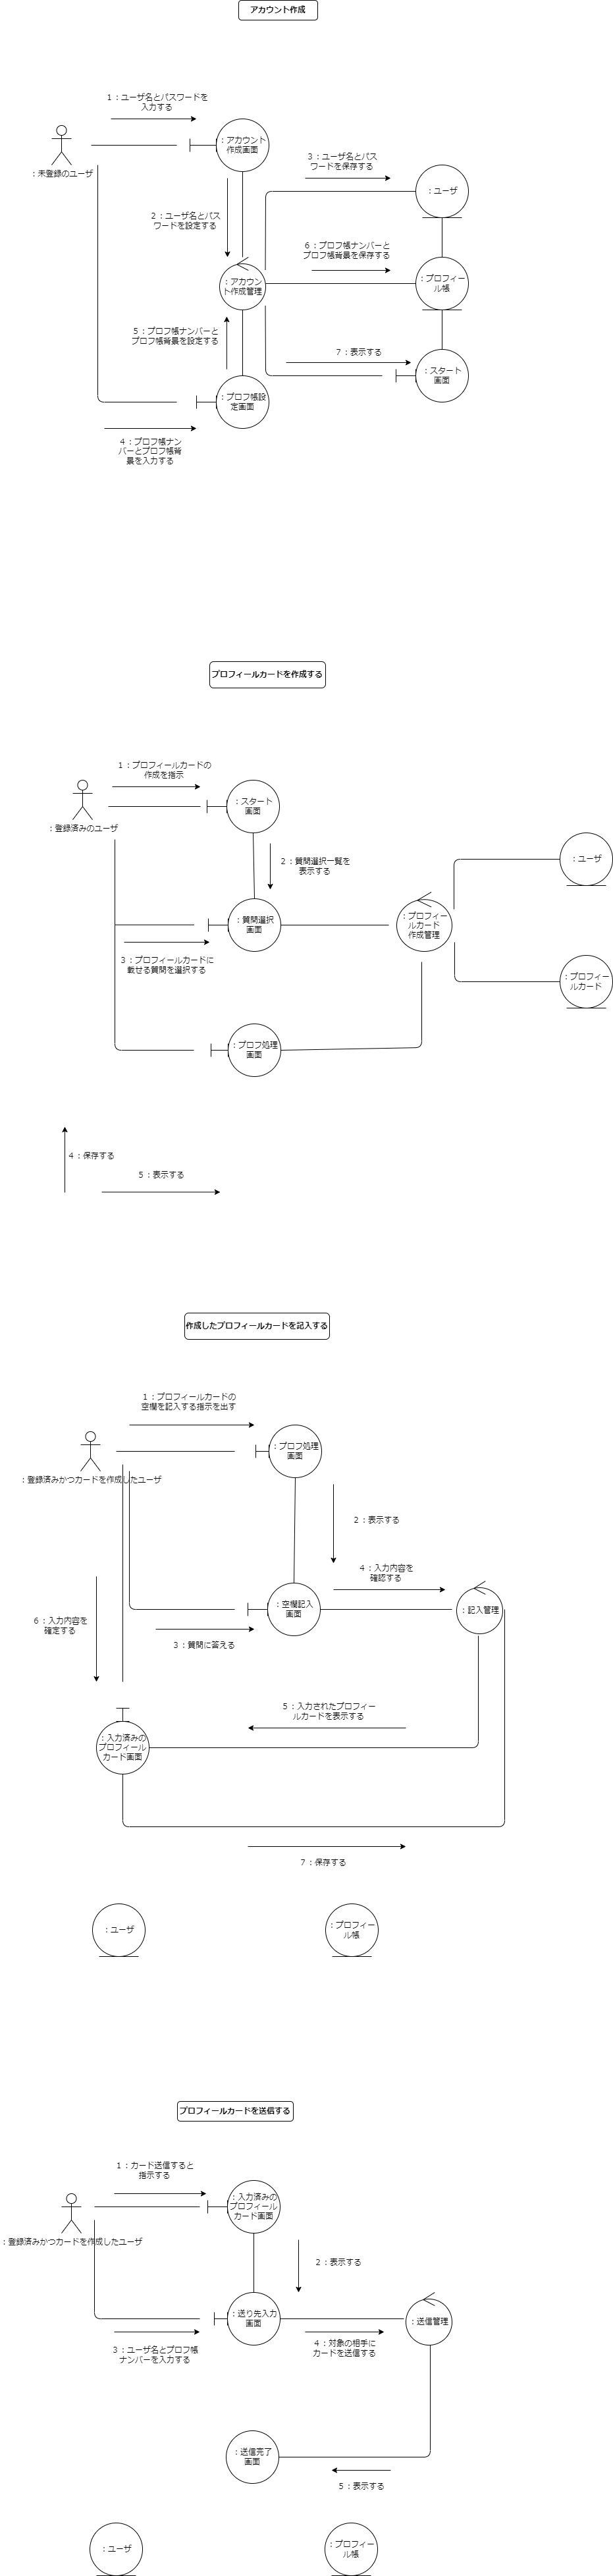 アカウント作成
1：ユーザ名とパスワードを
入力する
：未登録のユーザ
：アカウント
作成画面
3：ユーザ名とパス
ワードを保存する
：ユーザ
2：ユーザ名とパス
ワードを設定する
6：プロフ帳ナンバーと
プロフ帳背景を保存する
：アカウン
ト作成管理
：プロフィー
ル帳
5：プロフ帳ナンバーと
プロフ帳背景を設定する
7：表示する
：スタート
画面
：プロフ帳設
定画面
4：プロフ帳ナン
バーとプロフ帳背
景を入力する
プロフィールカードを作成する
1：プロフィールカードの
作成を指示
：登録済みのユーザ
：スタート
画面
2：質問選択一覧を
表示する
：ユーザ
：質問選択
画面
：プロフィー
ルカード
作成管理
3：プロフィールカードに
載せる質問を選択する
：プロフィー
ルカード
：プロフ処理
画面
4：保存する
5：表示する
作成したプロフィールカードを記入する
1：プロフィールカードの
空欄を記入する指示を出す
：登録済みかつカードを作成したユーザ
：プロフ処理
画面
2：表示する
4：入力内容を
確認する
：空欄記入
画面
：記入管理
6：入力内容を
確定する
3：質問に答える
5：入力されたプロフィー
ルカードを表示する
：入力済みの
プロフィール
カード画面
7：保存する
：ユーザ
：プロフィー
ル帳
プロフィールカードを送信する
1：カード送信すると
指示する
：登録済みかつカードを作成したユーザ
：入力済みの
プロフィール
カード画面
2：表示する
：送り先入力
画面
：送信管理
3：ユーザ名とプロフ帳
ナンバーを入力する
4：対象の相手に
カードを送信する
：送信完了
画面
5：表示する
：ユーザ
：プロフィー
ル帳